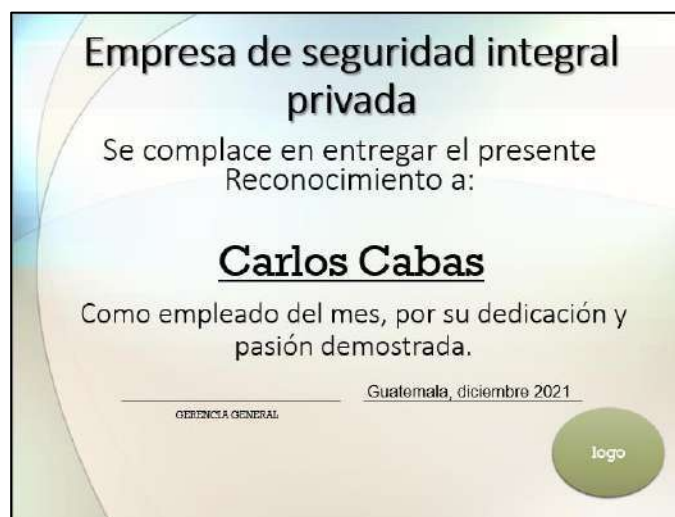 Empresa de seguridad integral
privada
Se complace en entregar el presente
Reconocimiento a:
Carlos Cabas
Como empleado del mes, por su dedicación y
pasión demostrada.
Guatemala, diciembre 2021
GERENCIA GENERAL
logo